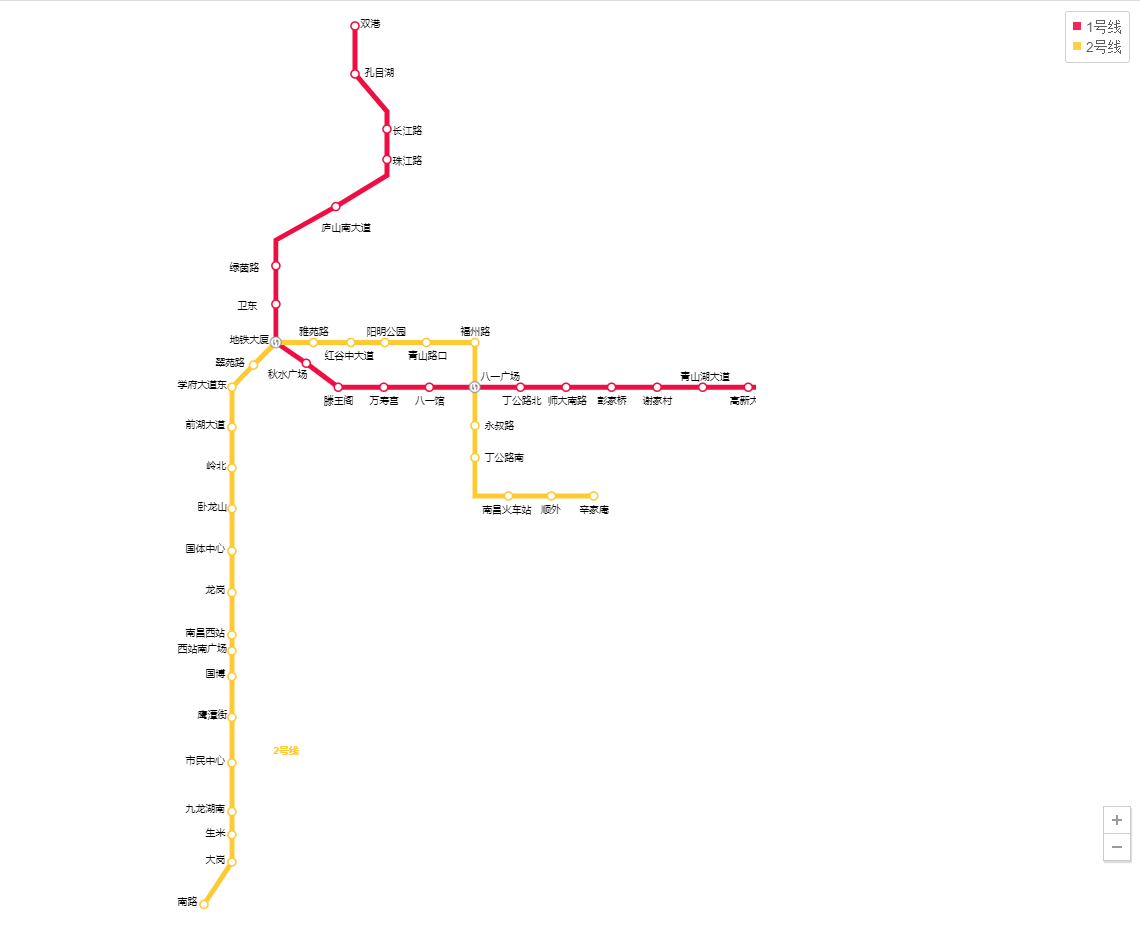 双港
1号线
2号线
孔目湖
长江路
珠江路
庐山南大道
绿茵路
卫东
地铁大厦
雅苑路
阳明公园
福州路
红谷中大道
青山路口
翠苑路
秋水广场
学府大道东
八一广场
青山湖大道
滕王阁
万寿宫
八一馆
丁公路北
师大南路
彭家桥
谢家村
高新大
前湖大道
永叔路
丁公路南
岭北
卧龙山
南昌火车站
顺外
辛家庵
国体中心
龙岗
南昌西站
西站南广场
国博
鹰潭街
2号线
市民中心
九龙湖南
生米
大岗
南路
+
−